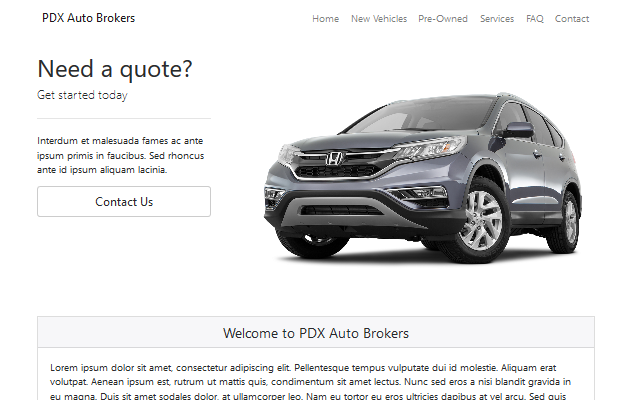 PDX Auto Brokers
Home New Vehicles Pre-Owned Services FAQ Contact
Need a quote?
Get started today
Interdum et malesuada fames ac ante
ipsum primis in faucibus. Sed rhoncus
ante id ipsum aliquam lacinia.
Contact Us
Welcome to PDX Auto Brokers
Lorem ipsum dolor sit amet, consectetur adipiscing elit. Pellentesque tempus vulputate dui id molestie. Aliquam erat
volutpat. Aenean ipsum est, rutrum ut mattis quis, condimentum sit amet lectus. Nunc sed eros a nisi blandit gravida in
eu magna. Duis sit amet sodales dolor, at ullamcorper lacus. Nam eu tortor eu eros ultricies dapibus at vel arcu. Sed quis